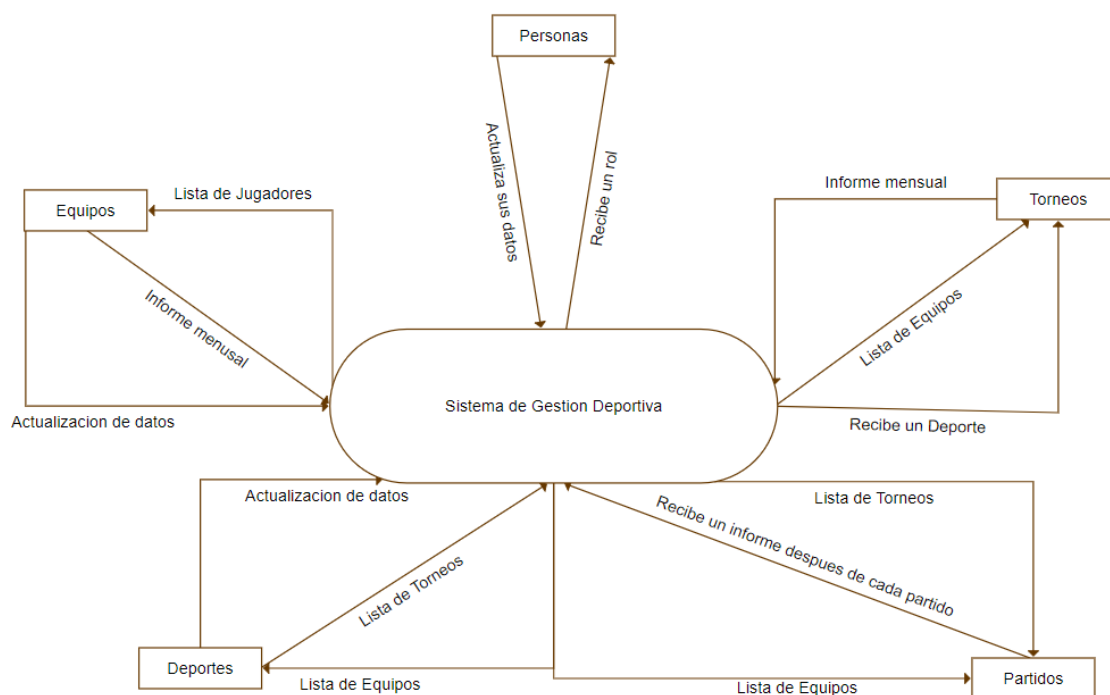 Personas
Actualiza sus datos
Recibe un rol
Lista de Jugadores
Equipos
Informe menusal
Actualizacion de datos
Informe mensual
Torneos
Lista de Equipos
Recibe un Deporte
Sistema de Gestion Deportiva
Actualizacion de datos
Lista de Torneos
Deportes
Lista de Equipos
Lista de Torneos
Recibe un informe despues de cada partido
Lista de Equipos
Partidos